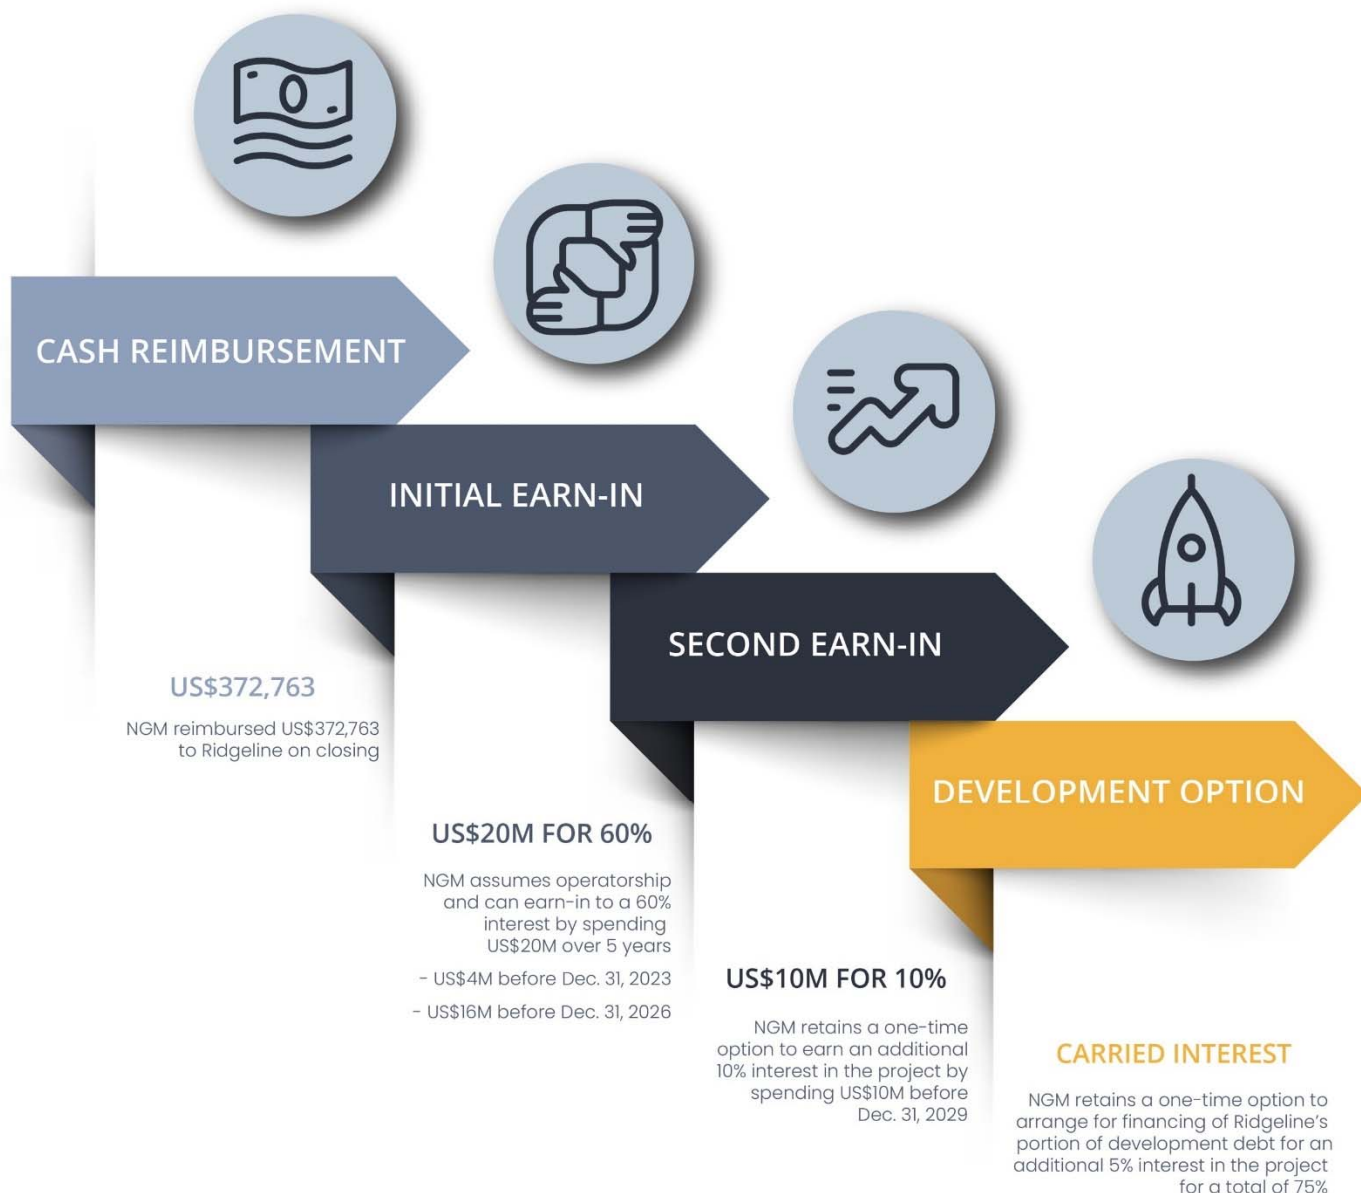 CASH REIMBURSEMENT
US$372,763
NGM reimbursed US$372,763
to Ridgeline on closing
INITIAL EARN-IN
US$20M FOR 60%
NGM assumes operatorship
and can earn-in to a 60%
interest by spending
US$20M over 5 years
- US$4M before Dec. 31, 2023
- US$16M before Dec. 31, 2026
SECOND EARN-IN
US$10M FOR 10%
NGM retains a one-time
option to earn an additional
10% interest in the project by
spending US$10M before
Dec. 31, 2029
DEVELOPMENT OPTION
CARRIED INTEREST
NGM retains a one-time option to
arrange for financing of Ridgeline's
portion of development debt for an
additional 5% interest in the project
for a total of 75%